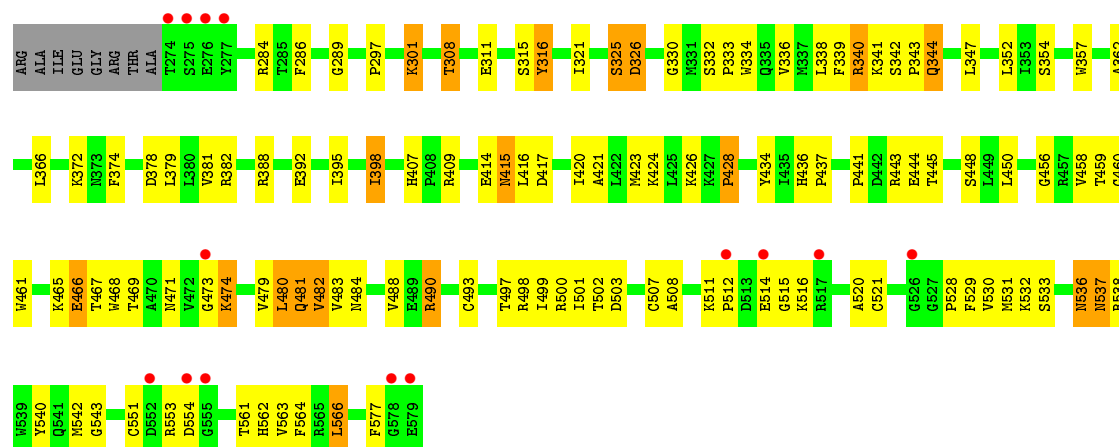 ARG ALA ILE GLU GLY ARG THR ALA T274 S275 E276 Y277 R284 T285 F286 G289 P297 K301 T308 E311 S315 Y316 I321 S325 D326 G330 M331 S332 P333 W334 Q335 V336 M337 L338 F339 R340 K341 S342 P343 Q344 L347 L352 I353 S354 W357
L366 K372 N373 F374 D378 L379 L380 V381 R382 R388 E392 I395 I398 H407 P408 R409 E414 N415 L416 D417 I420 A421 L422 M423 K424 L425 K426 K427 P428 Y434 I435 H436 P437 P441 D442 R443 E444 T445 S448 L449 L450 G456 R457 V458 T459
W461 K465 E466 T467 W468 T469 A470 N471 V472 G473 K474 V479 L480 Q481 V482 V483 N484 V488 E489 R490 C493 T497 R498 I499 R500 I501 T502 D503 C507 A508 K511 P512 D513 E514 G515 K516 R517 A520 C521 G526 G527 P528 F529 V530 M531 K532 S533 N536 N537
W539 Y540 Q541 M542 G543 C551 D552 R553 D554 G555 T561 H562 V563 F564 R565 L566 F577 G578 E579